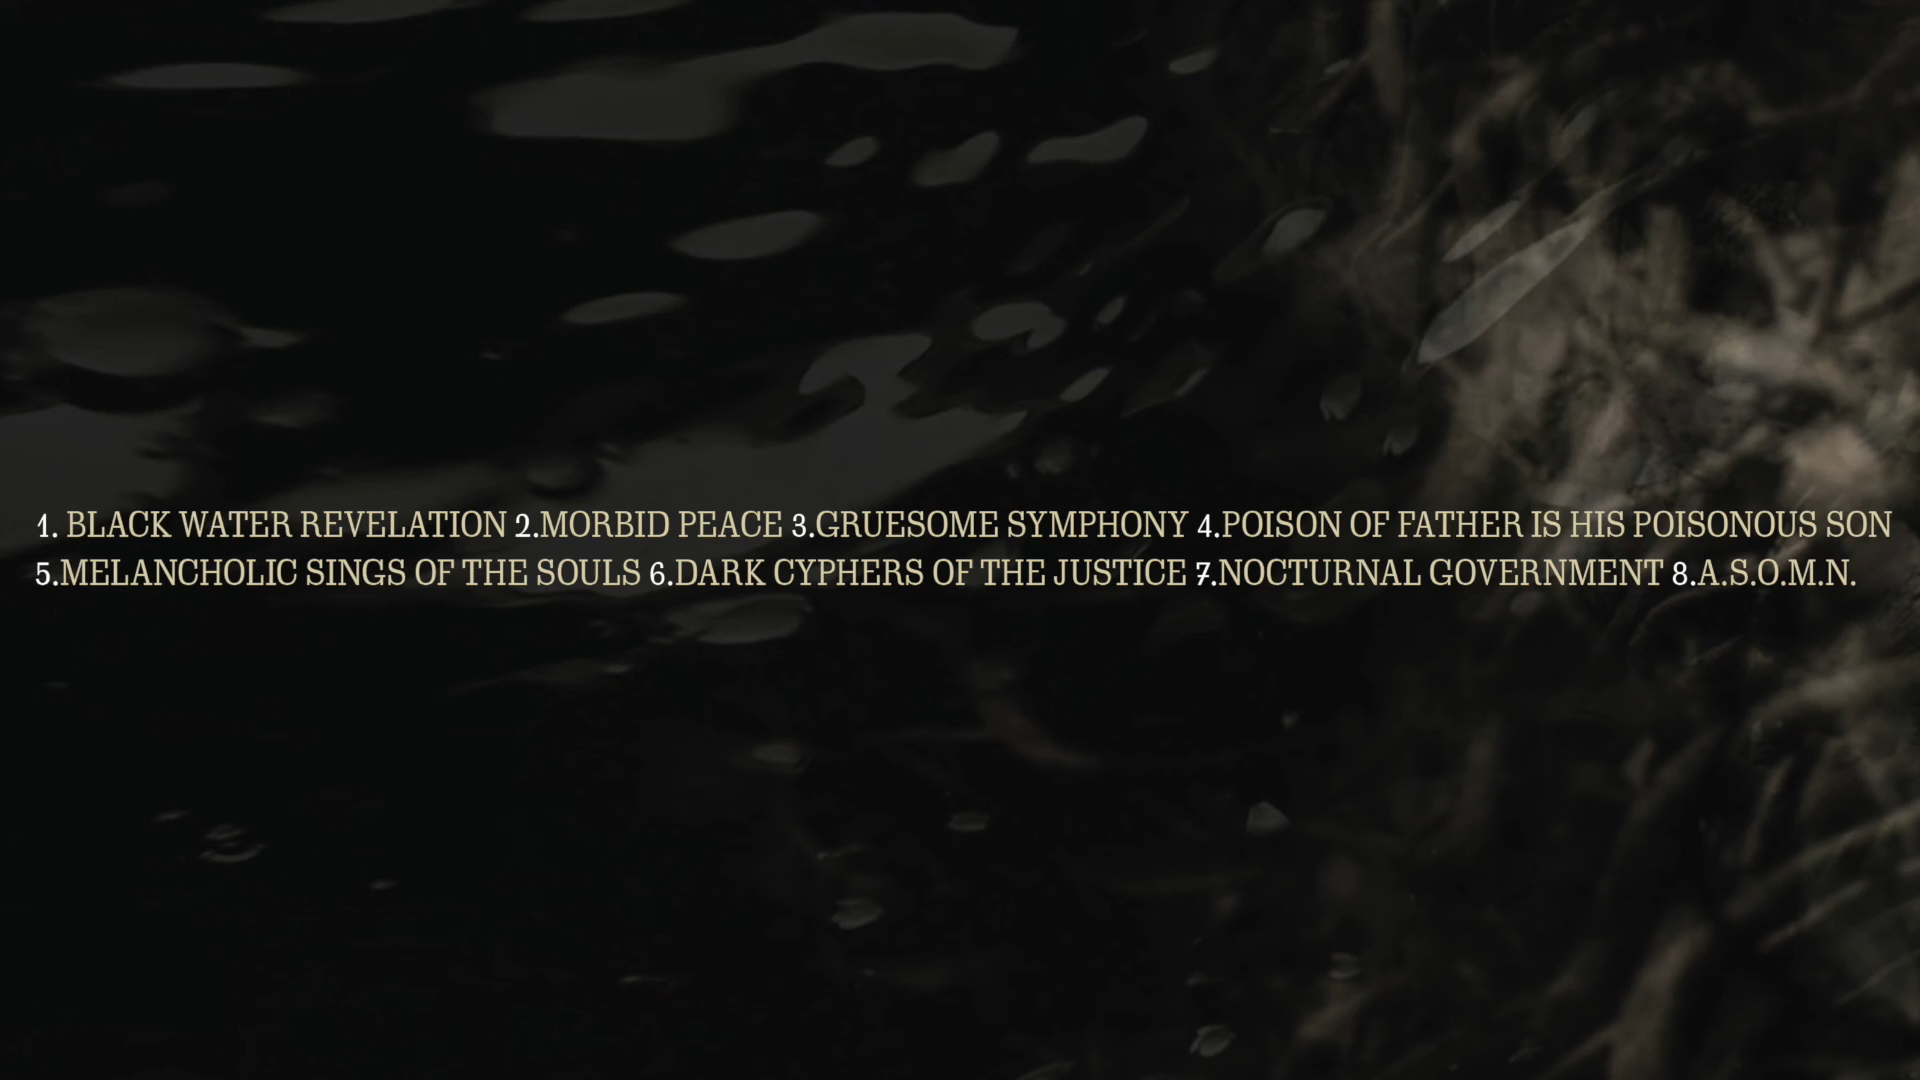 1. BLACK WATER REVELATION 2.MORBID PEACE 3.GRUESOME SYMPHONY 4.POISON OF FATHER IS HIS POISONOUS SON
5.MELANCHOLIC SINGS OF THE SOULS 6.DARK CYPHERS OF THE JUSTICE 7.NOCTURNAL GOVERNMENT 8.A.S.O.M.N.